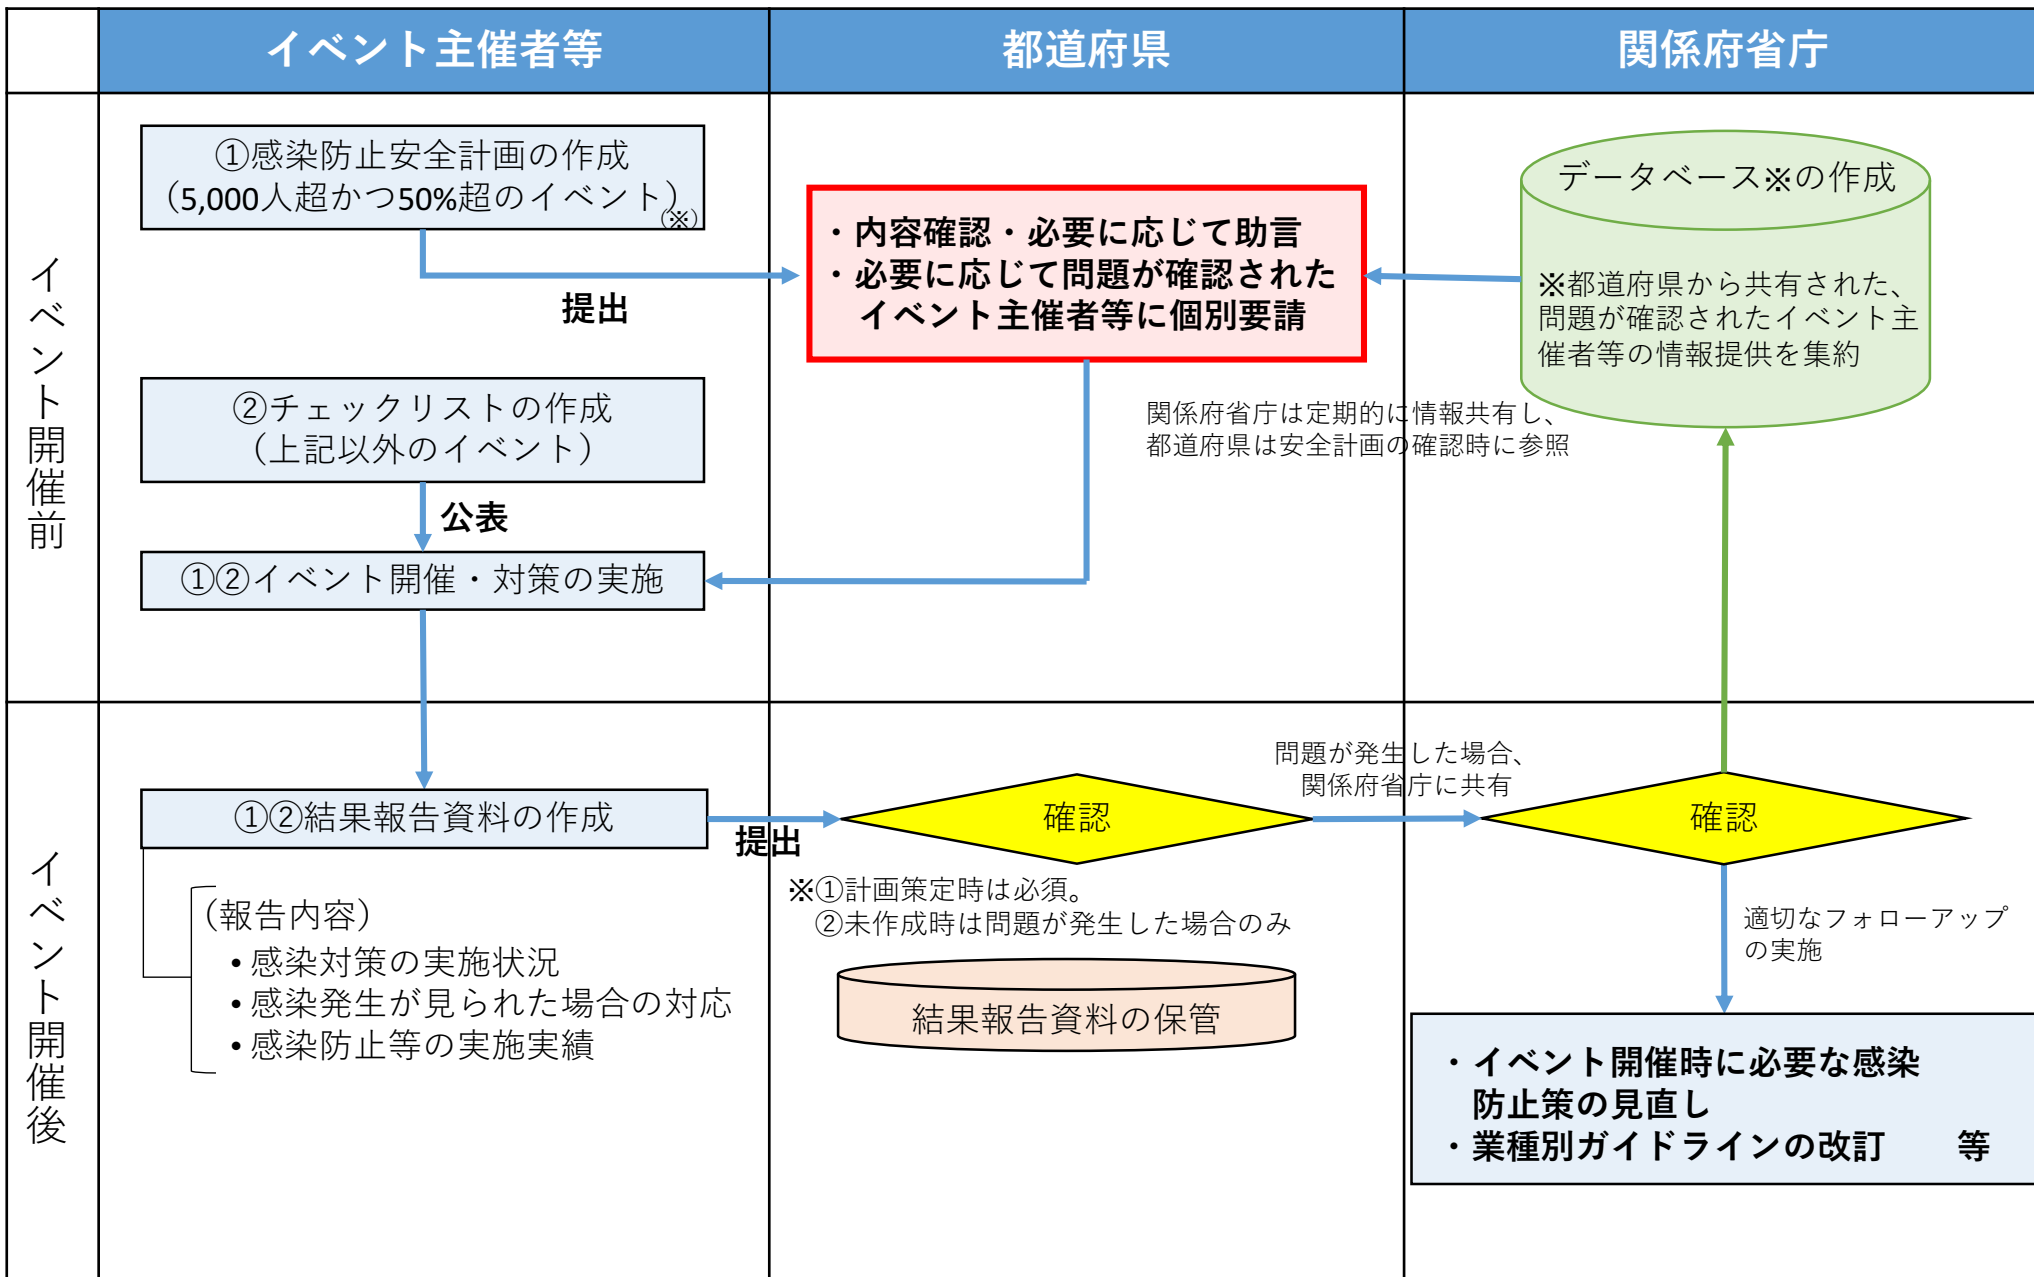 イベント主催者等
都道府県
関係府省庁
イベント開催前
①感染防止安全計画の作成
（5,000人超かつ50%超のイベント）
（※）
提出
②チェックリストの作成
（上記以外のイベント）
公表
①②イベント開催・対策の実施
・内容確認・必要に応じて助言
・必要に応じて問題が確認された
イベント主催者等に個別要請
データベース※の作成
※都道府県から共有された、
問題が確認されたイベント主
催者等の情報提供を集約
関係府省庁は定期的に情報共有し、
都道府県は安全計画の確認時に参照
イベント開催後
①②結果報告資料の作成
提出
（報告内容）
• 感染対策の実施状況
• 感染発生が見られた場合の対応
• 感染防止等の実施実績
確認
※①計画策定時は必須。
②未作成時は問題が発生した場合のみ
結果報告資料の保管
問題が発生した場合、
関係府省庁に共有
確認
適切なフォローアップ
の実施
・イベント開催時に必要な感染
防止策の見直し
・業種別ガイドラインの改訂　　等